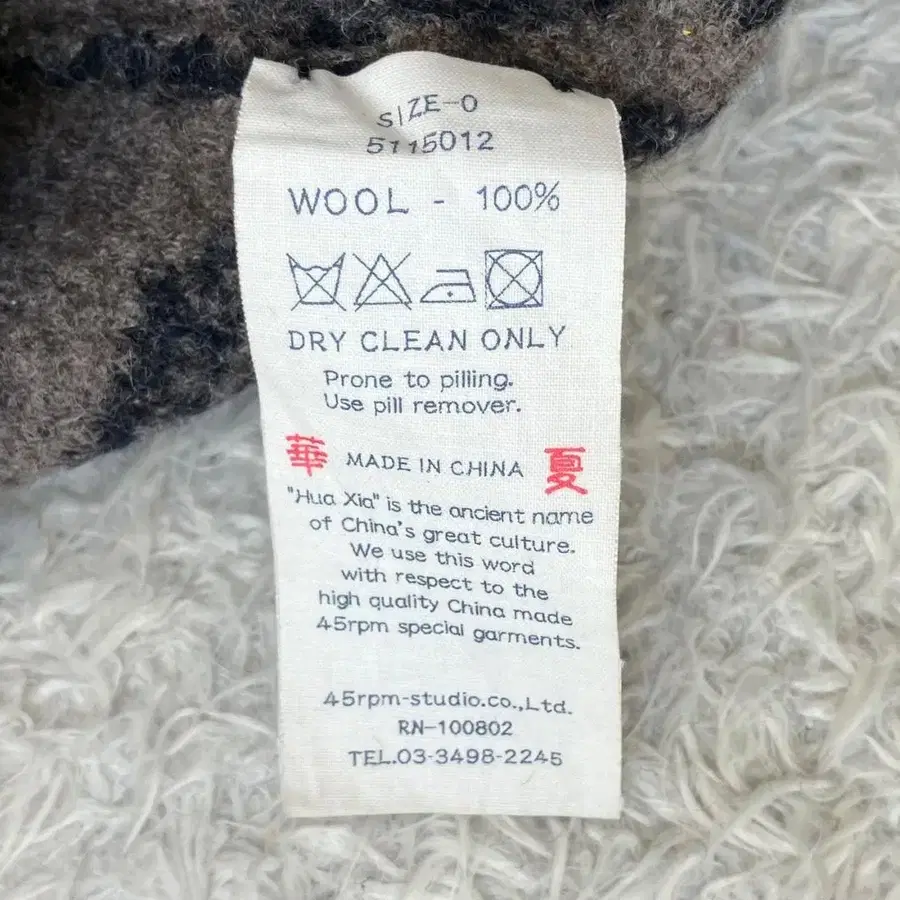 SIZE-0
5115012
WOOL - 100%
DRY CLEAN ONLY
Prone to pilling.
Use pill remover.
華 MADE IN CHINA 夏
"Hua Xia" is the ancient name
of China's great culture.
We use this word
with respect to the
high quality China made
45rpm special garments.
45rpm-studio.co.,Ltd.
RN-100802
TEL.03-3498-2245